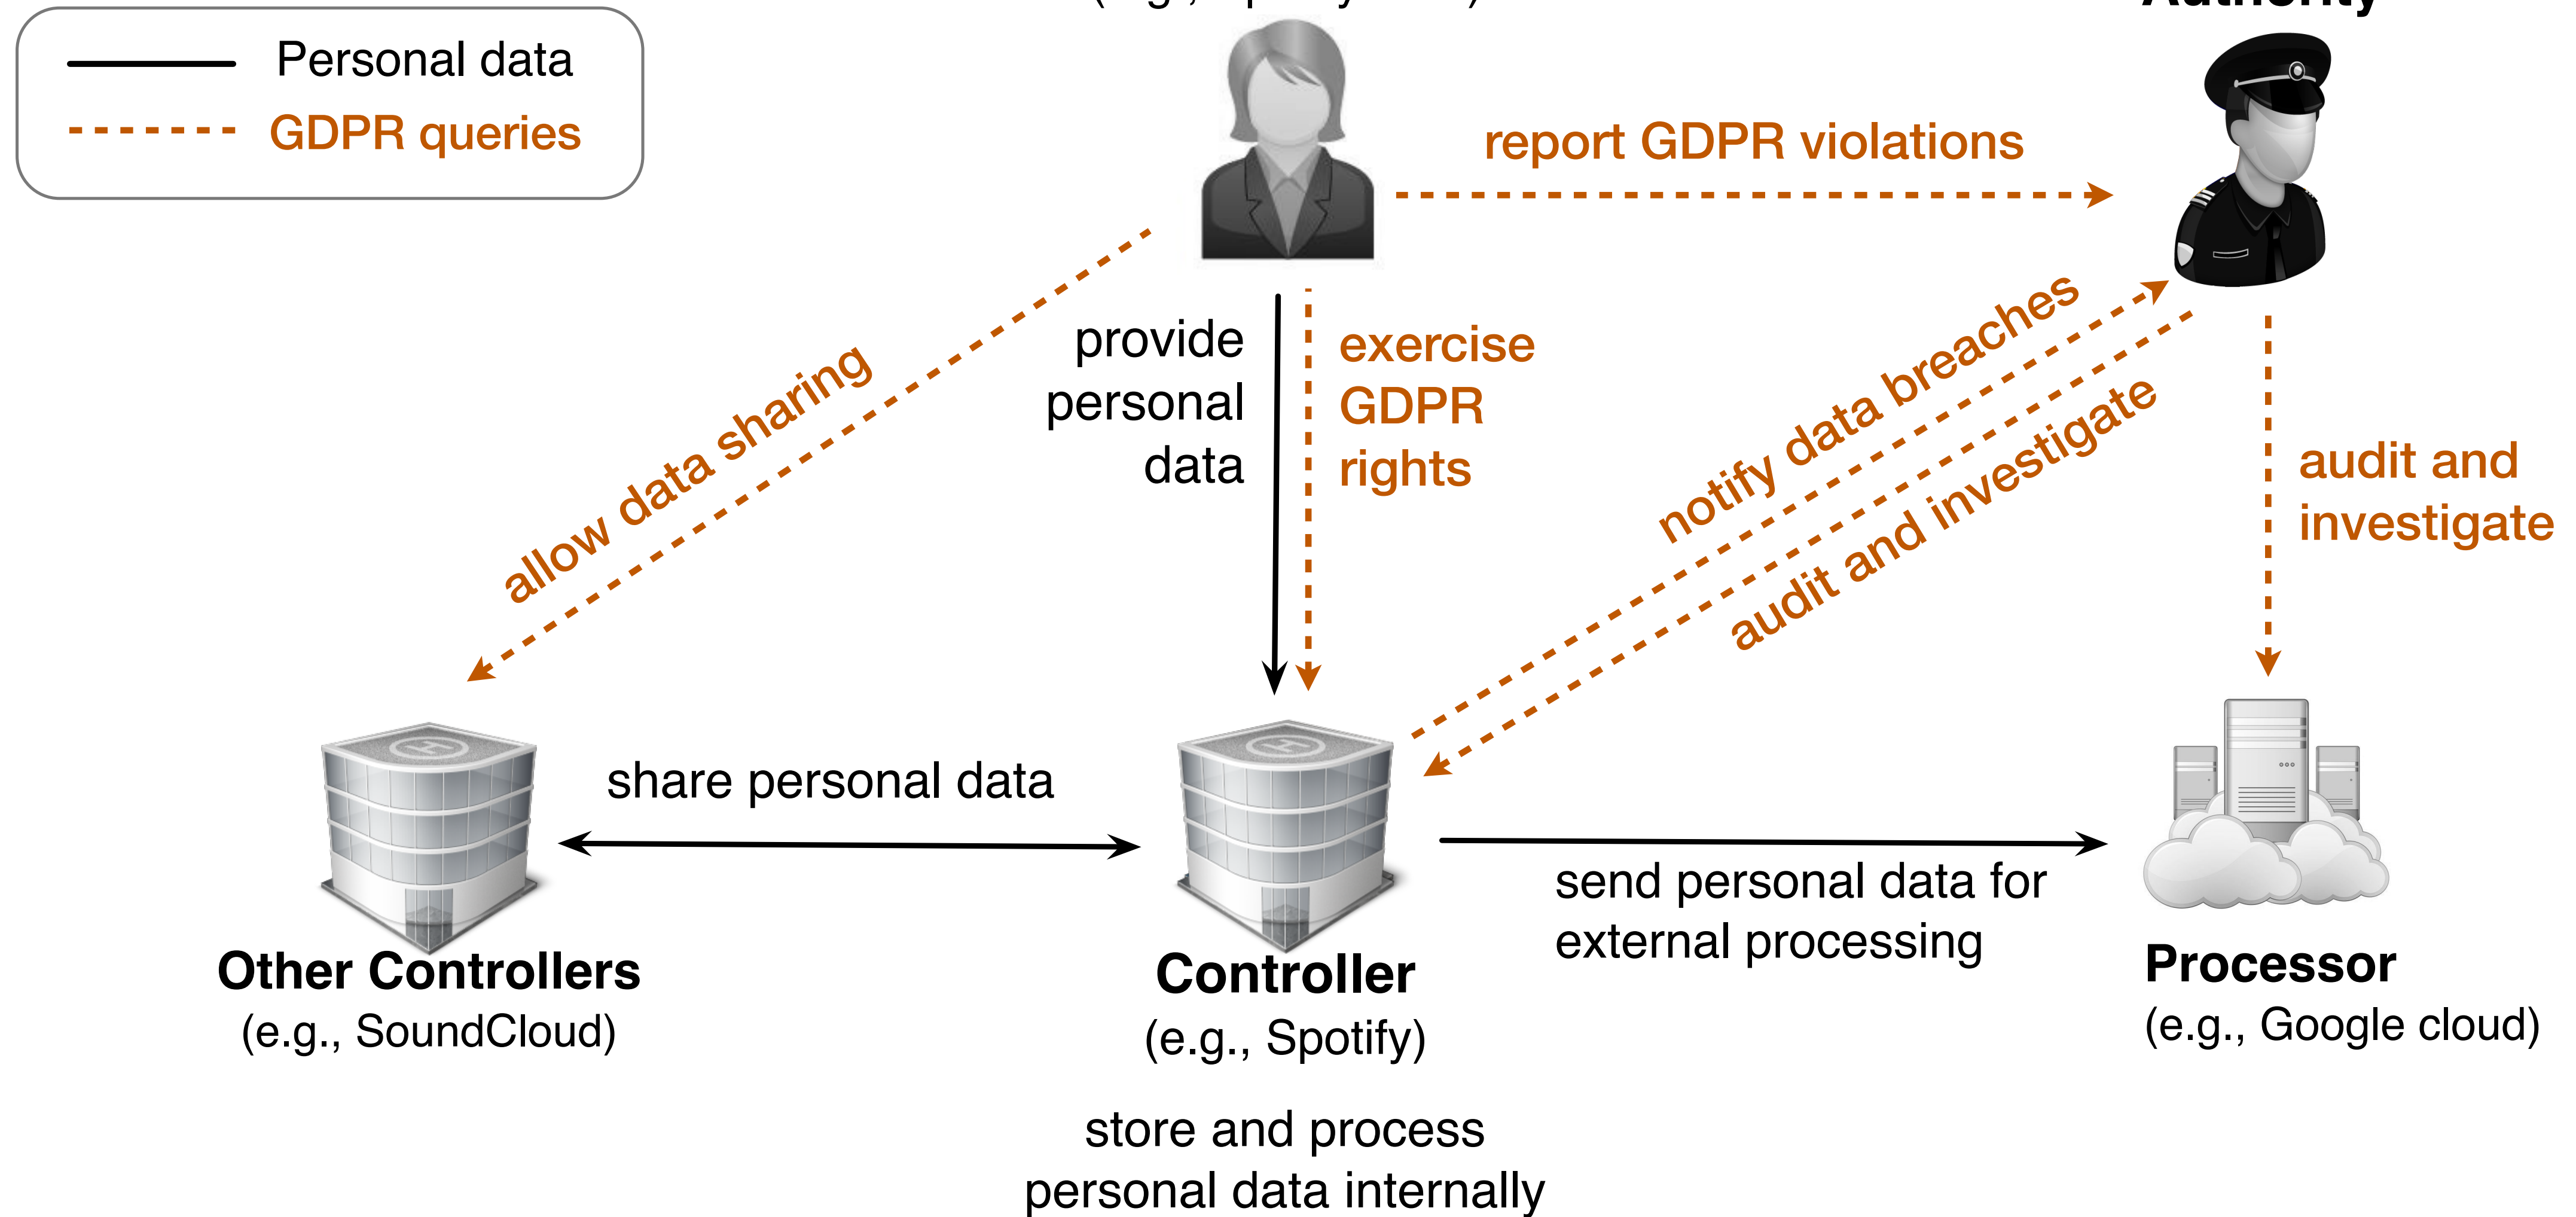 Authority
Personal data
GDPR queries
report GDPR violations
provide
personal
data
exercise
GDPR
rights
allow data sharing
notify data breaches
audit and investigate
audit and
investigate
share personal data
send personal data for
external processing
Other Controllers
(e.g., SoundCloud)
Controller
(e.g., Spotify)
Processor
(e.g., Google cloud)
store and process
personal data internally